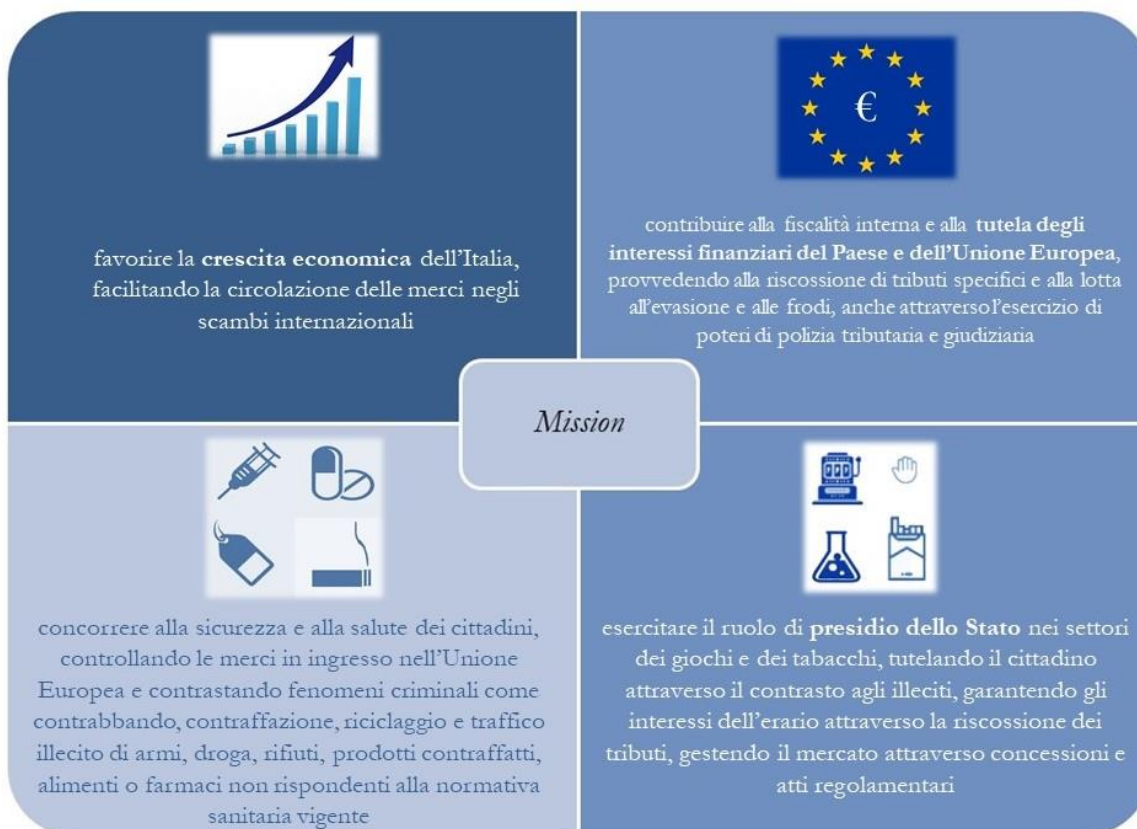 €
favorire la crescita economica dell'Italia,
facilitando la circolazione delle merci negli
scambi internazionali
contribuire alla fiscalità interna e alla tutela degli
interessi finanziari del Paese e dell'Unione Europea,
provvedendo alla riscossione di tributi specifici e alla lotta
all'evasione e alle frodi, anche attraverso l'esercizio di
poteri di polizia tributaria e giudiziaria
Mission
concorrere alla sicurezza e alla salute dei cittadini,
controllando le merci in ingresso nell'Unione
Europea e contrastando fenomeni criminali come
contrabbando, contraffazione, riciclaggio e traffico
illecito di armi, droga, rifiuti, prodotti contraffatti,
alimenti o farmaci non rispondenti alla normativa
sanitaria vigente
esercitare il ruolo di presidio dello Stato nei settori
dei giochi e dei tabacchi, tutelando il cittadino
attraverso il contrasto agli illeciti, garantendo gli
interessi dell'erario attraverso la riscossione dei
tributi, gestendo il mercato attraverso concessioni e
atti regolamentari